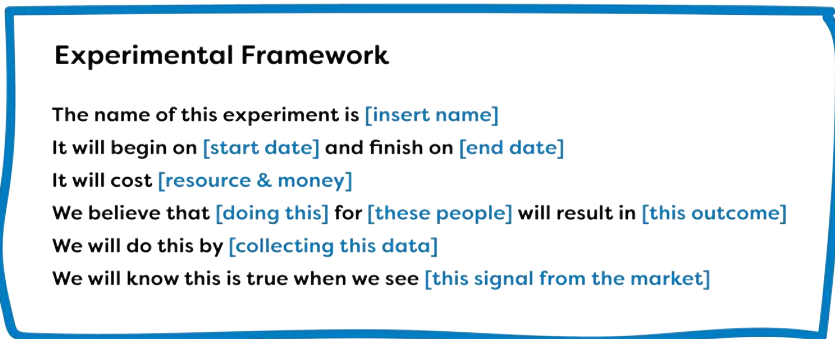 Experimental Framework
The name of this experiment is [insert name]
It will begin on [start date] and finish on [end date]
It will cost [resource & money]
We believe that [doing this] for [these people] will result in [this outcome]
We will do this by [collecting this data]
We will know this is true when we see [this signal from the market]